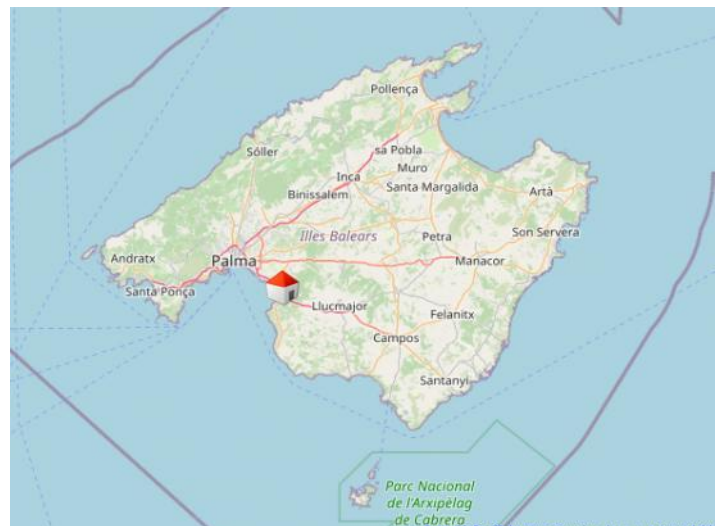 Pollença
sa Pobla
Sóller
Muro
Inca
Santa Margalida
Binissalem
Artà
Illes Balears
Petra
Son Servera
Andratx
Palma
Manacor
Santa Ponça
Llucmajor
Felanitx
Campos
Santanyí
Parc Nacional
de l'Arxipèlag
de Cabrera